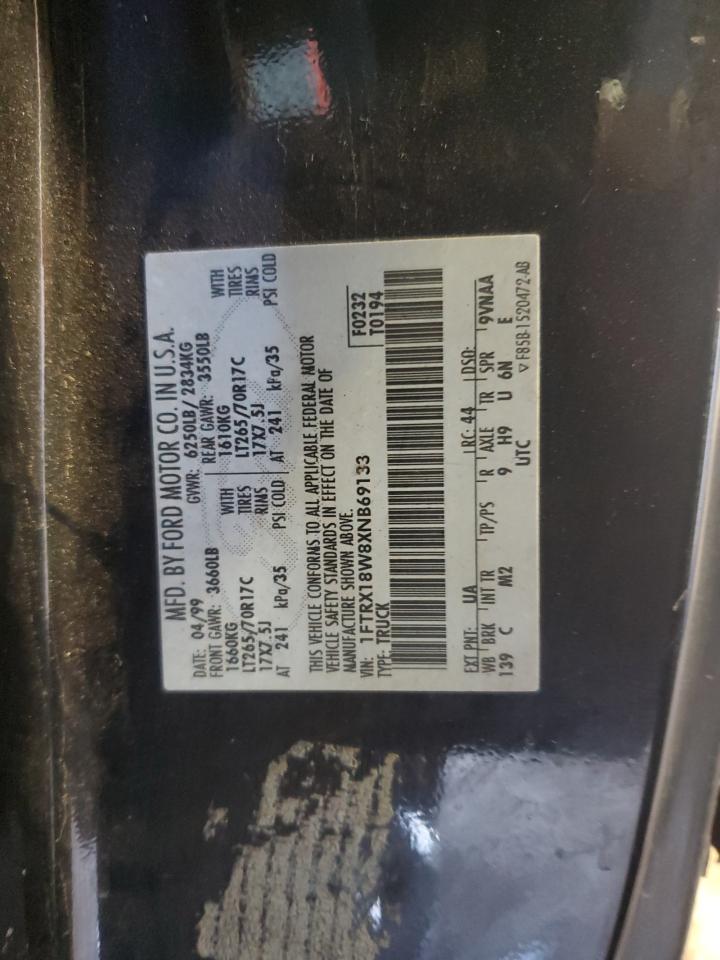 MFD. BY FORD MOTOR CO. IN U.S.A.
DATE: 04/99 GVWR: 6250LB/ 2834KG
FRONT GAWR: 3660LB REAR GAWR: 3550LB
1660KG WITH 1610KG WITH
LT265/70R17C TIRES LT265/70R17C TIRES
17X7.5J RIMS 17X7.5J RIMS
AT 241 kPa/35 PSI COLD AT 241 kPa/35 PSI COLD
THIS VEHICLE CONFORMS TO ALL APPLICABLE FEDERAL MOTOR
VEHICLE SAFETY STANDARDS IN EFFECT ON THE DATE OF
MANUFACTURE SHOWN ABOVE.
VIN: 1FTRX18W8XNB69133 F0232
TYPE: TRUCK T0194
EXT PNT: UA RC: 44 DSO:
WB BRK INT TR TP/PS R AXLE TR SPR 9VNAA
139 C M2 9 H9 U 6N E
UTC ▽ F85B-1520472-AB